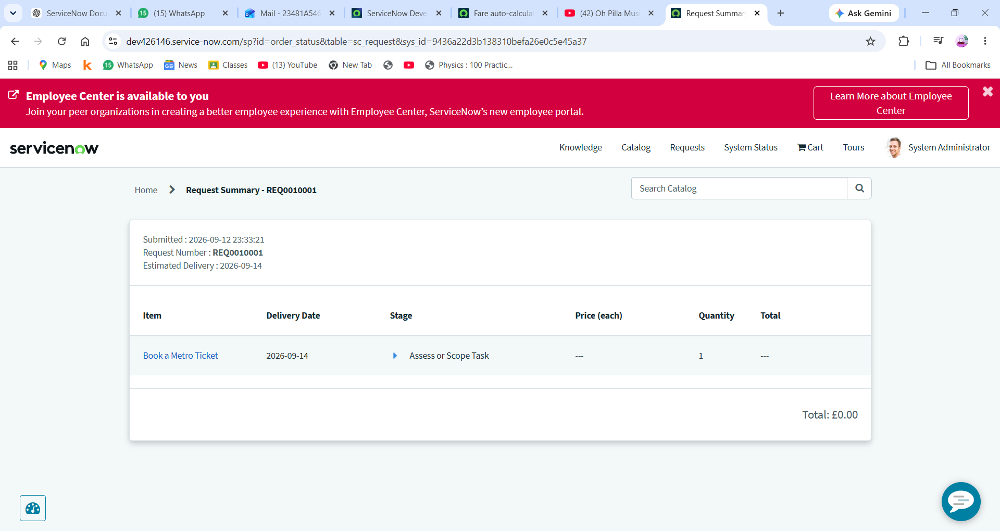 ServiceNow Docu
(15) WhatsApp
Mail - 23481A546
ServiceNow Deve
Fare auto-calcula
(42) Oh Pilla Mus
Request Summar
Ask Gemini
dev426146.service-now.com/sp?id=order_status&table=sc_request&sys_id=9436a22d3b138310befa26e0c5e45a37
Maps
15 WhatsApp
News
Classes
(13) YouTube
New Tab
Physics : 100 Practic...
All Bookmarks
Employee Center is available to you
Join your peer organizations in creating a better employee experience with Employee Center, ServiceNow’s new employee portal.
Learn More about Employee
Center
servicenow
Knowledge
Catalog
Requests
System Status
Cart
Tours
System Administrator
Home
Request Summary - REQ0010001
Search Catalog
Submitted : 2026-09-12 23:33:21
Request Number : REQ0010001
Estimated Delivery : 2026-09-14
Item Delivery Date Stage Price (each) Quantity Total
Book a Metro Ticket 2026-09-14 Assess or Scope Task --- 1 ---
Total: £0.00